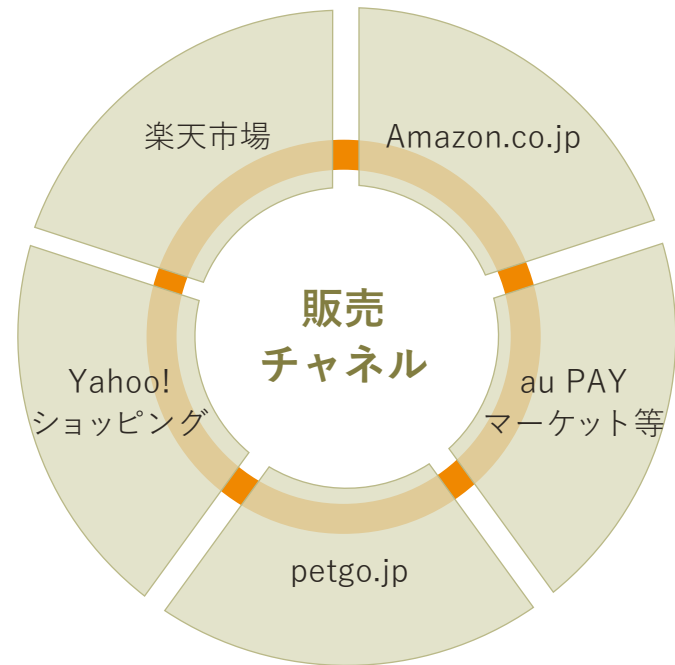 楽天市場
Amazon.co.jp
販売
チャネル
Yahoo!
ショッピング
au PAY
マーケット等
petgo.jp